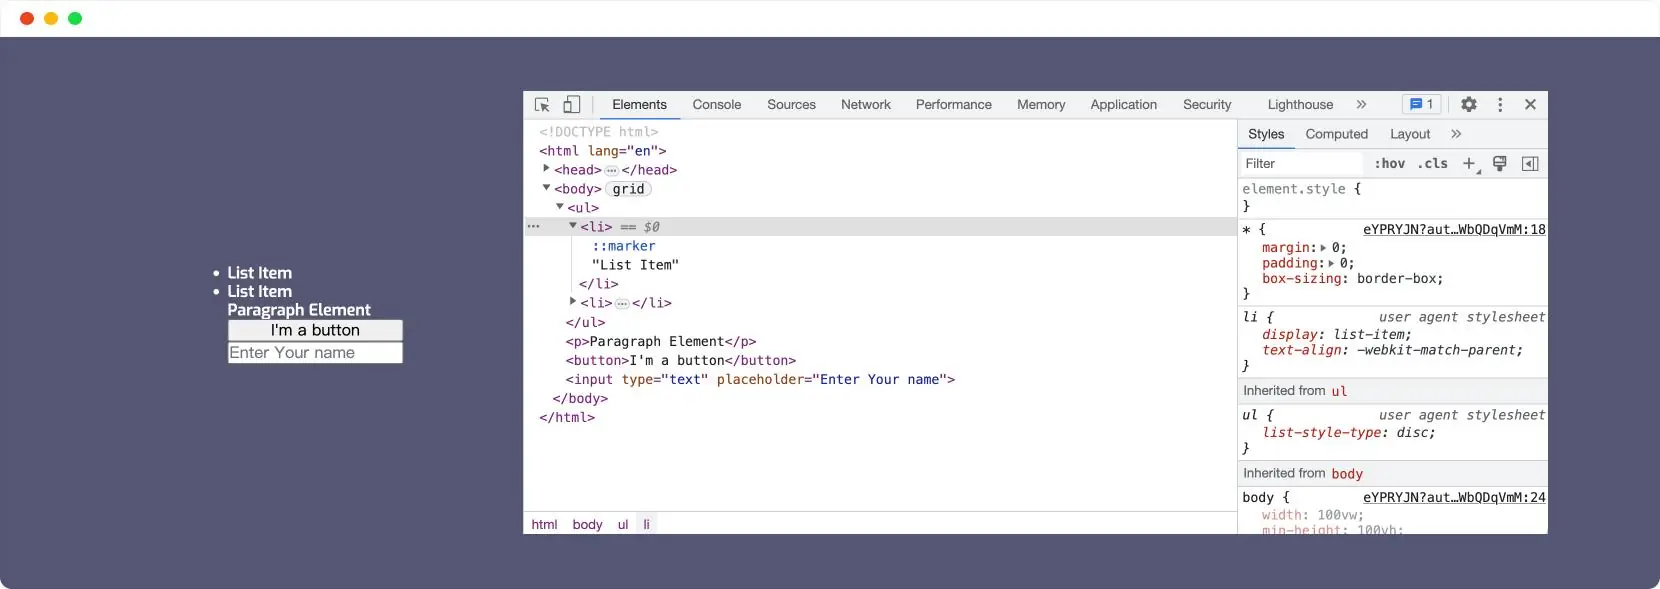 List Item
List Item
Paragraph Element
I'm a button
Enter Your name
Elements Console Sources Network Performance Memory Application Security Lighthouse » 1
<!DOCTYPE html>
<html lang="en">
<head>…</head>
<body> grid
<ul>
… <li> == $0
::marker
"List Item"
</li>
<li>…</li>
</ul>
<p>Paragraph Element</p>
<button>I'm a button</button>
<input type="text" placeholder="Enter Your name">
</body>
</html>
html body ul li
Styles Computed Layout »
Filter :hov .cls +
element.style {
}
* { eYPRYJN?aut…WbQDqVmM:18
margin: 0;
padding: 0;
box-sizing: border-box;
}
li { user agent stylesheet
display: list-item;
text-align: -webkit-match-parent;
}
Inherited from ul
ul { user agent stylesheet
list-style-type: disc;
}
Inherited from body
body { eYPRYJN?aut…WbQDqVmM:24
width: 100vw;
min-height: 100vh;